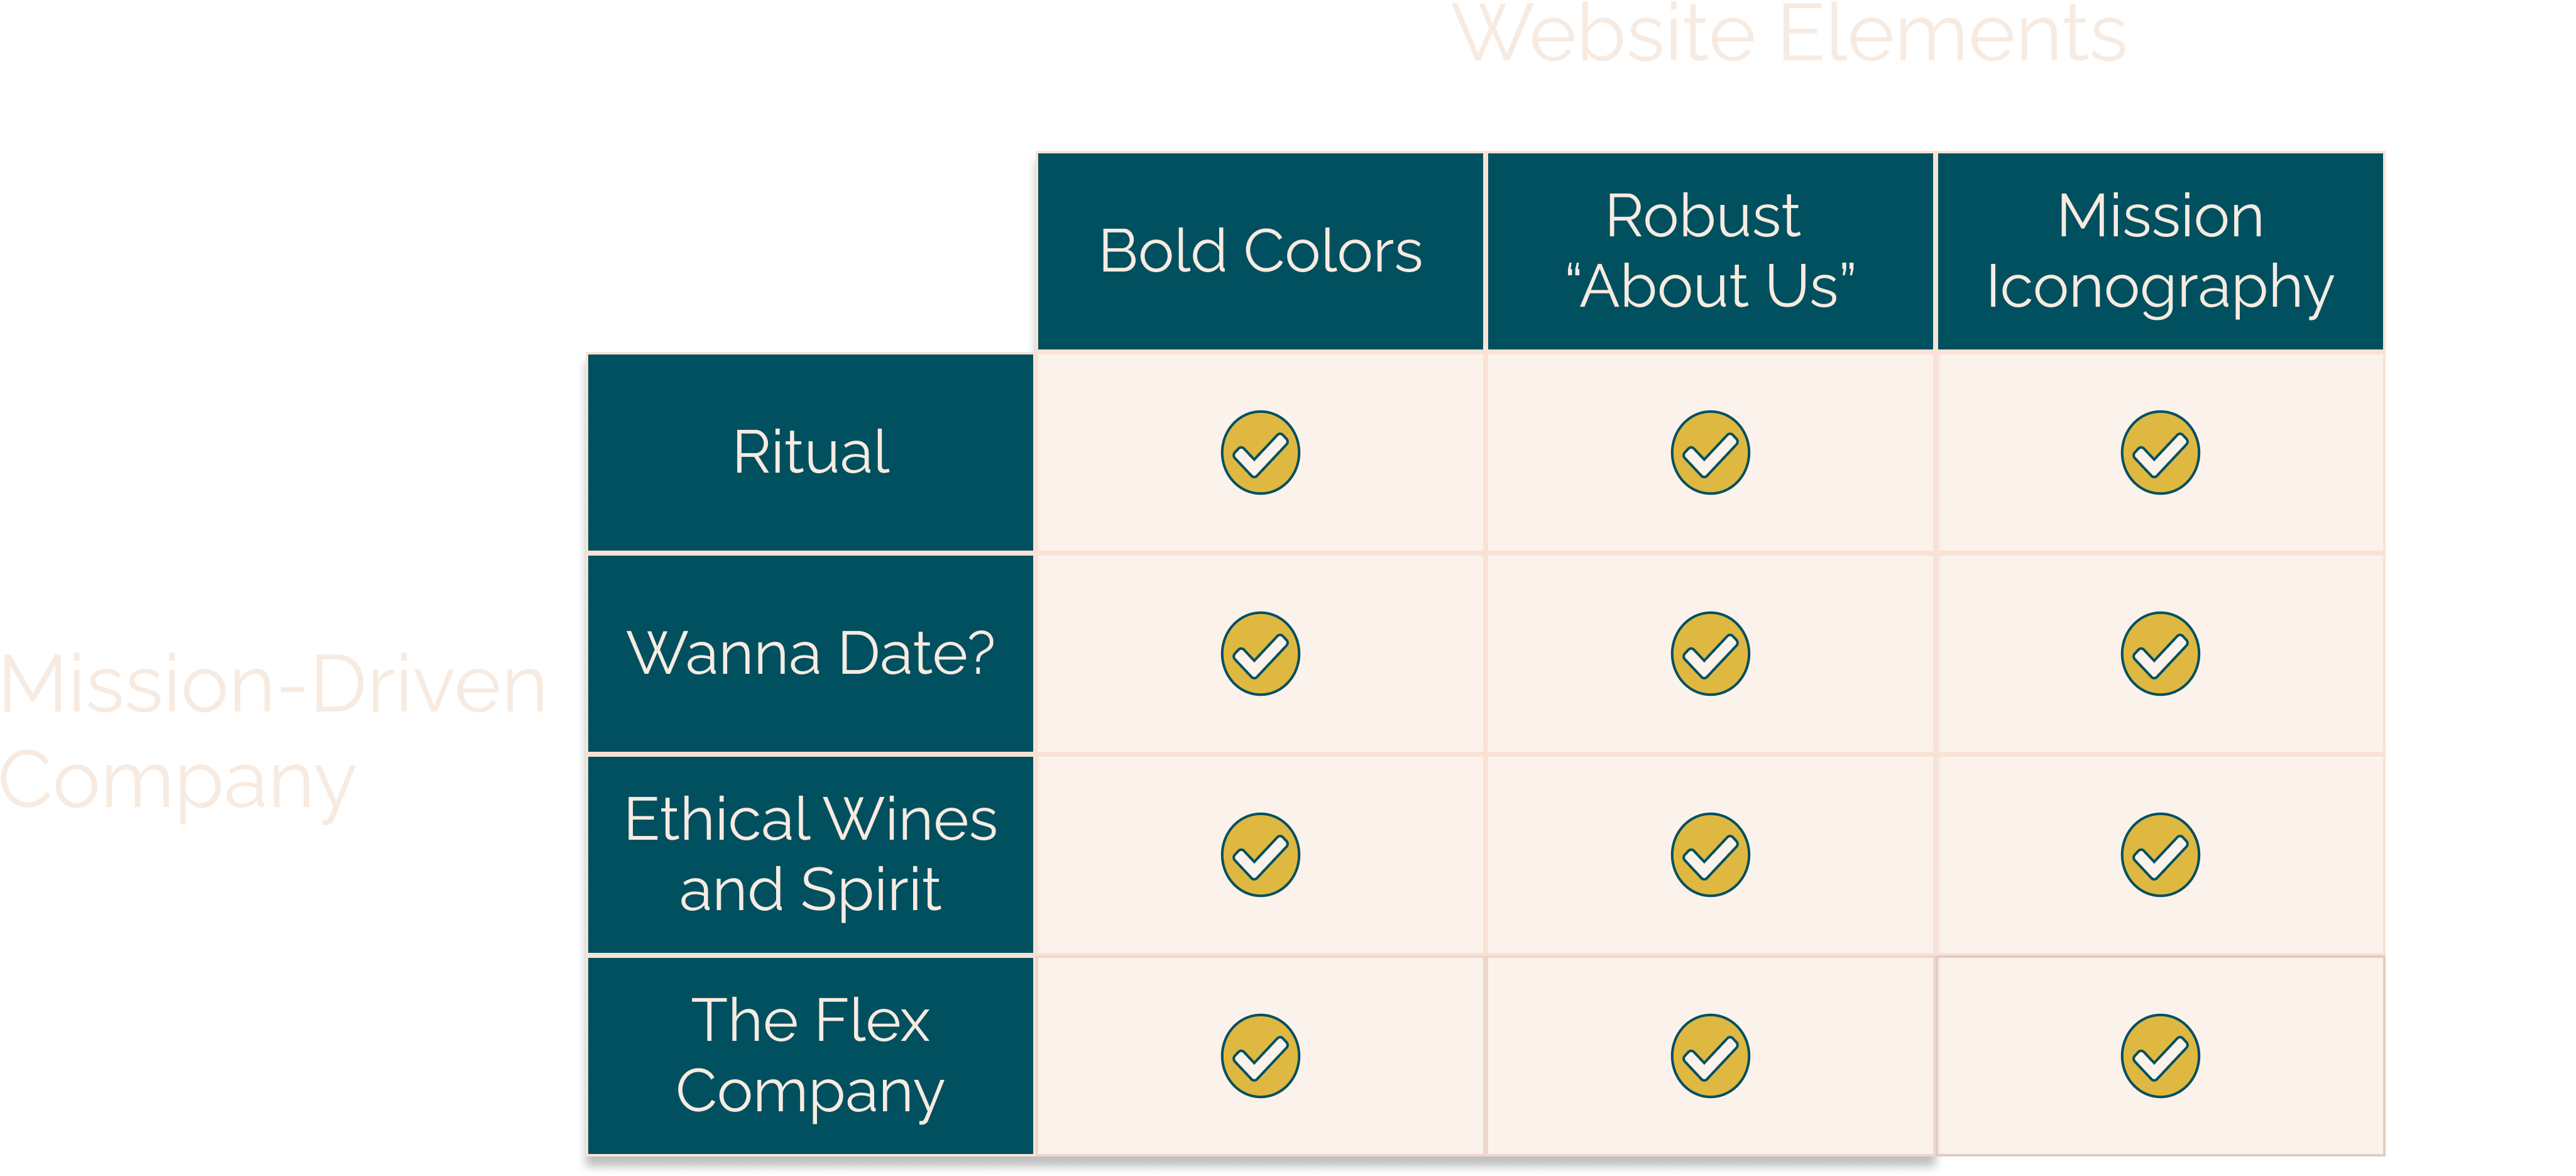 Website Elements
Bold Colors
Robust
“About Us”
Mission
Iconography
Ritual
Wanna Date?
Mission-Driven
Company
Ethical Wines
and Spirit
The Flex
Company